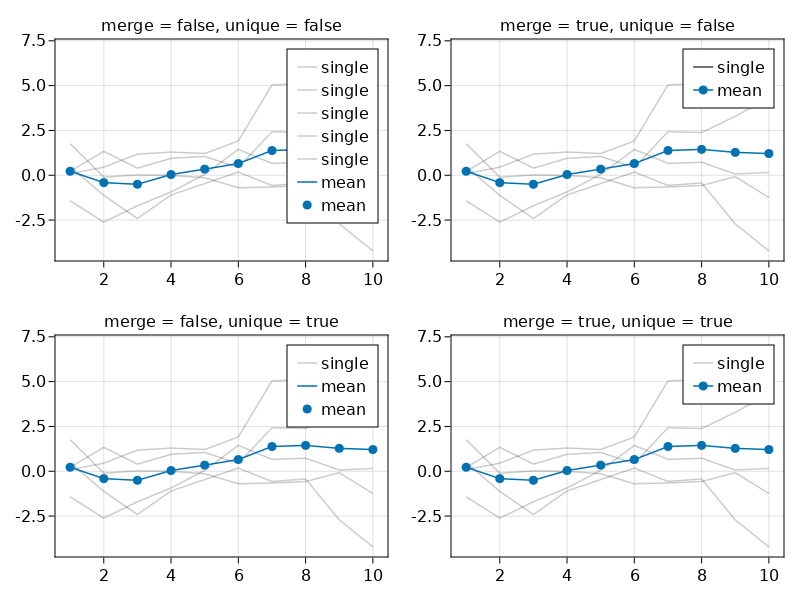 merge = false, unique = false
7.5
5.0
2.5
0.0
-2.5
single
single
single
single
single
mean
mean
2 4 6 8 10
merge = true, unique = false
7.5
5.0
2.5
0.0
-2.5
single
mean
2 4 6 8 10
merge = false, unique = true
7.5
5.0
2.5
0.0
-2.5
single
mean
mean
2 4 6 8 10
merge = true, unique = true
7.5
5.0
2.5
0.0
-2.5
single
mean
2 4 6 8 10